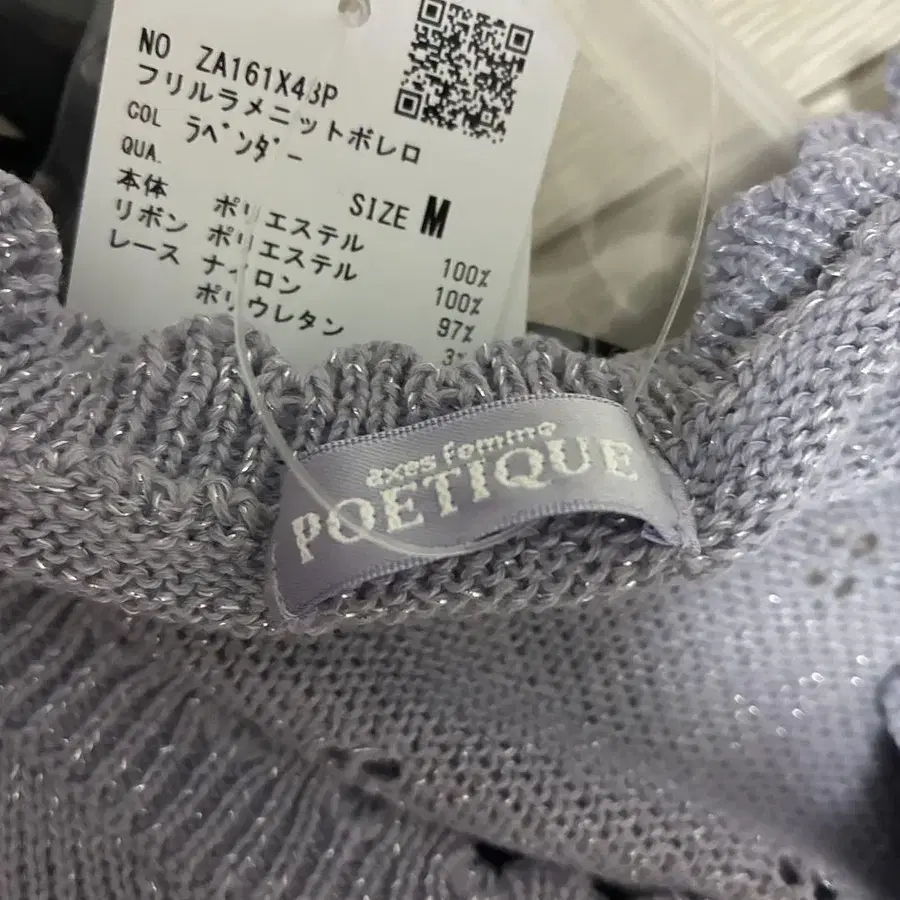 NO ZA161X43P
フリルラメニットボレロ
COL ラベンダー
QUA.
SIZE M
本体 ポリエステル 100%
リボン ポリエステル 100%
レース ナイロン 97%
ポリウレタン 3%
axes femme
POETIQUE